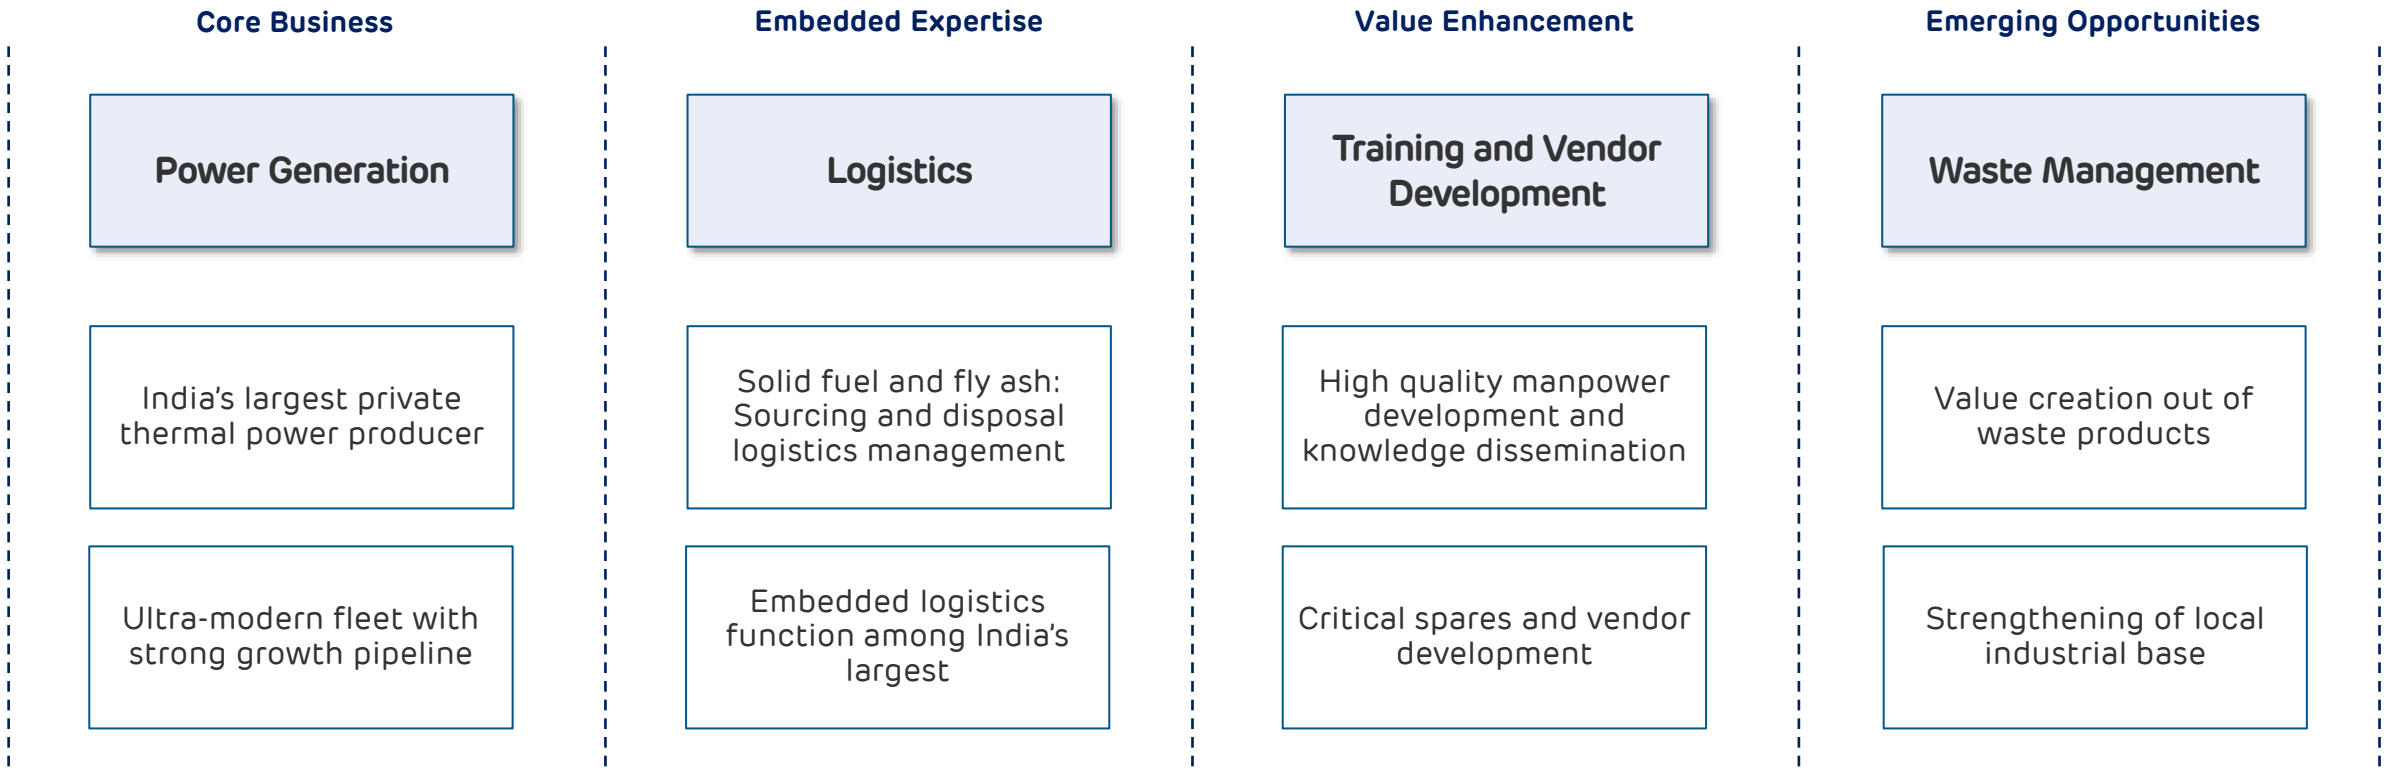 Core Business
Embedded Expertise
Value Enhancement
Emerging Opportunities
Power Generation
Logistics
Training and Vendor
Development
Waste Management
India's largest private
thermal power producer
Solid fuel and fly ash:
Sourcing and disposal
logistics management
High quality manpower
development and
knowledge dissemination
Value creation out of
waste products
Ultra-modern fleet with
strong growth pipeline
Embedded logistics
function among India's
largest
Critical spares and vendor
development
Strengthening of local
industrial base